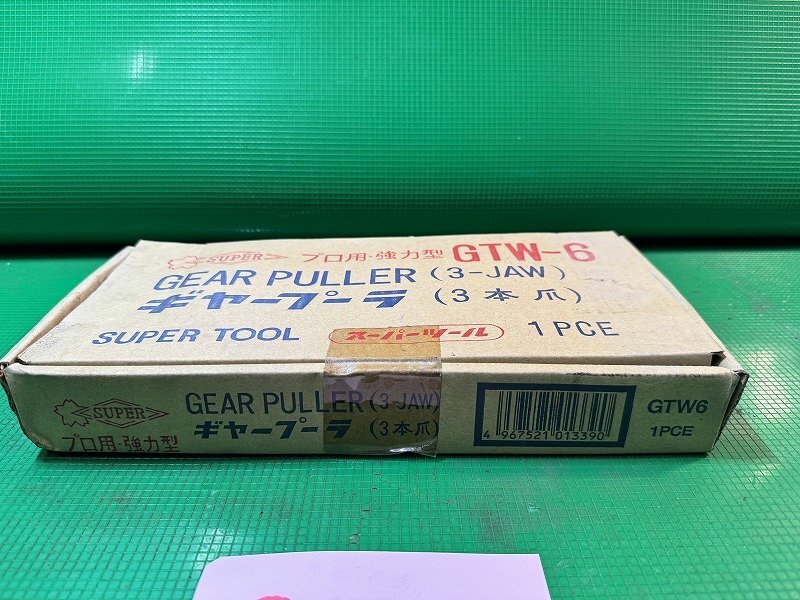 SUPER プロ用・強力型 GTW-6
GEAR PULLER (3-JAW)
ギヤープーラ (3本爪)
SUPER TOOL スーパーツール 1PCE
SUPER GEAR PULLER (3-JAW)
プロ用・強力型 ギヤープーラ (3本爪)
4 967521 013390
GTW6
1PCE